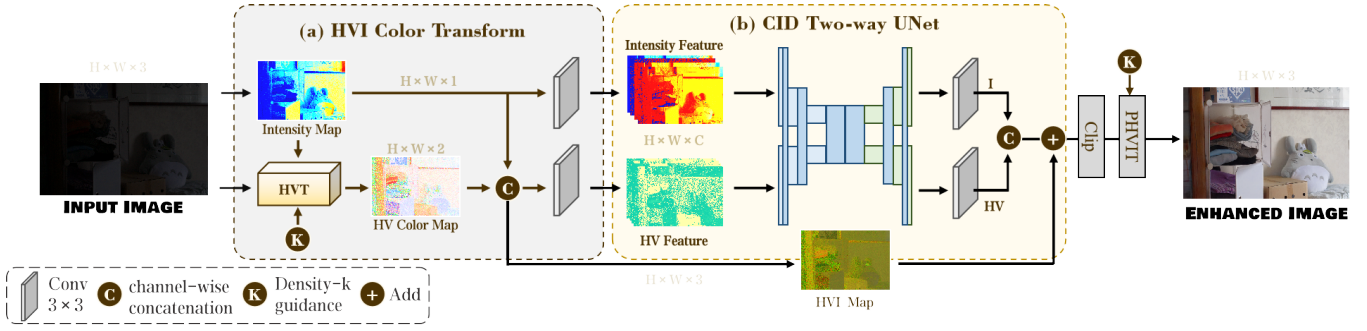 (a) HVI Color Transform
(b) CID Two-way UNet
H×W×3
INPUT IMAGE
Intensity Map
H×W×1
HVT
K
H×W×2
HV Color Map
C
Intensity Feature
H×W×C
HV Feature
I
HV
C
+
Clip
K
PHVIT
H×W×3
ENHANCED IMAGE
H×W×3
HVI Map
Conv
3×3
C
channel-wise
concatenation
K
Density-k
guidance
+
Add